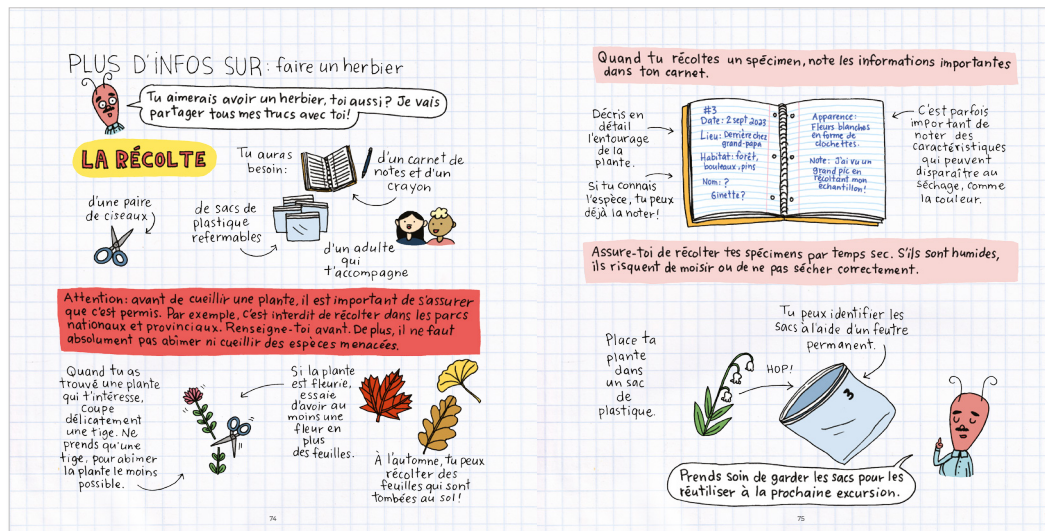 PLUS D'INFOS SUR: faire un herbier
Tu aimerais avoir un herbier, toi aussi? Je vais
partager tous mes trucs avec toi!
LA RÉCOLTE
Tu auras
besoin:
d'un carnet de
notes et d'un
crayon
d'une paire
de ciseaux
de sacs de
plastique
refermables
d'un adulte
qui
t'accompagne
Attention: avant de cueillir une plante, il est important de s'assurer
que c'est permis. Par exemple, c'est interdit de récolter dans les parcs
nationaux et provinciaux. Renseigne-toi avant. De plus, il ne faut
absolument pas abimer ni cueillir des espèces menacées.
Quand tu as
trouvé une plante
qui t'intéresse,
coupe
délicatement
une tige. Ne
prends qu'une
tige, pour abimer
la plante le moins
possible.
Si la plante
est fleurie,
essaie
d'avoir au
moins une
fleur en
plus
des feuilles.
À l'automne, tu peux
récolter des
feuilles qui sont
tombées au sol!
74
Quand tu récoltes un spécimen, note les informations importantes
dans ton carnet.
Décris en
détail
l'entourage
de la
plante.
Si tu connais
l'espèce, tu peux
déjà la noter!
#3
Date: 2 sept 2023
Lieu: Derrière chez
grand-papa
Habitat: forêt,
bouleaux, pins
Nom: ?
Ginette?
Apparence:
Fleurs blanches
en forme de
clochettes.
Note: J'ai vu un
grand pic en
récoltant mon
échantillon!
C'est parfois
important de
noter des
caractéristiques
qui peuvent
disparaître au
séchage, comme
la couleur.
Assure-toi de récolter tes spécimens par temps sec. S'ils sont humides,
ils risquent de moisir ou de ne pas sécher correctement.
Place ta
plante
dans
un sac
de
plastique.
HOP!
Tu peux identifier les
sacs à l'aide d'un feutre
permanent.
3
Prends soin de garder les sacs pour les
réutiliser à la prochaine excursion.
75